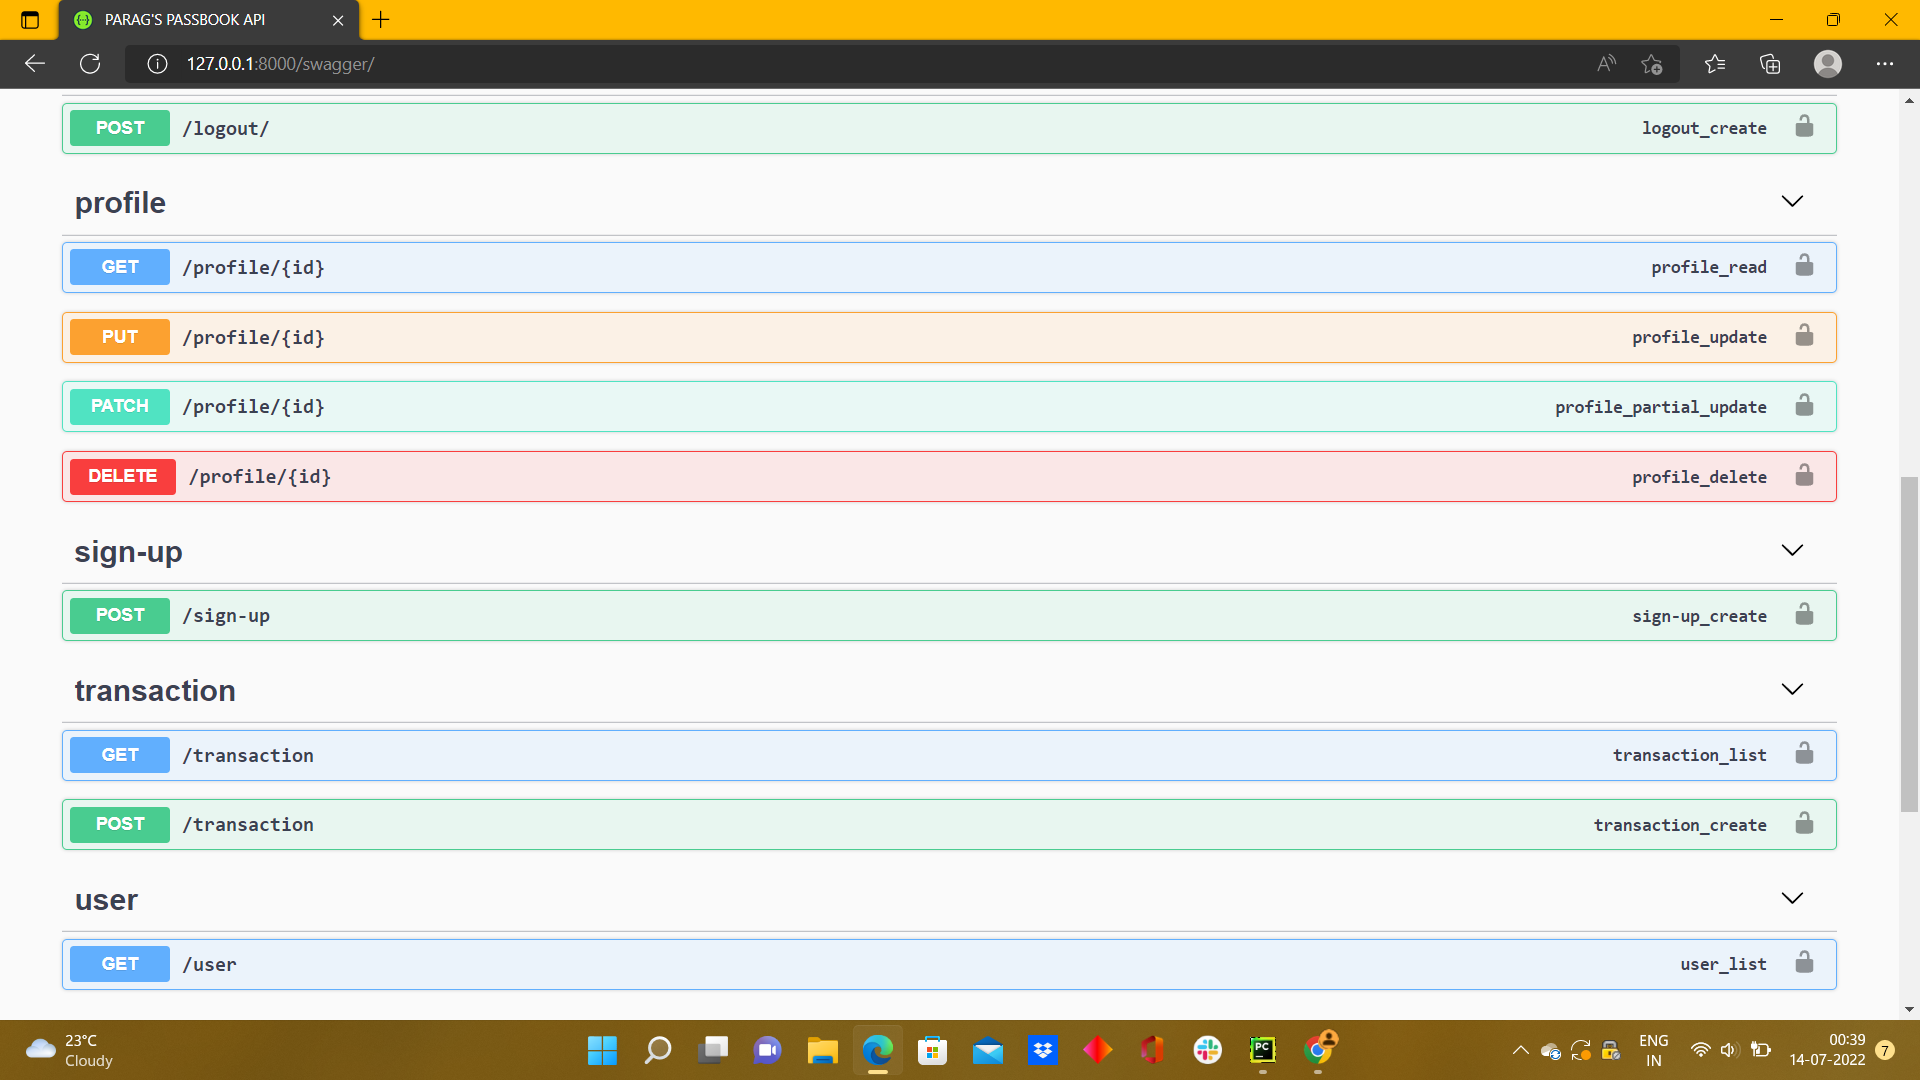 PARAG'S PASSBOOK API
127.0.0.1:8000/swagger/
POST /logout/ logout_create
profile
GET /profile/{id} profile_read
PUT /profile/{id} profile_update
PATCH /profile/{id} profile_partial_update
DELETE /profile/{id} profile_delete
sign-up
POST /sign-up sign-up_create
transaction
GET /transaction transaction_list
POST /transaction transaction_create
user
GET /user user_list
23°C
Cloudy
PC
ENG
IN
00:39
14-07-2022
7